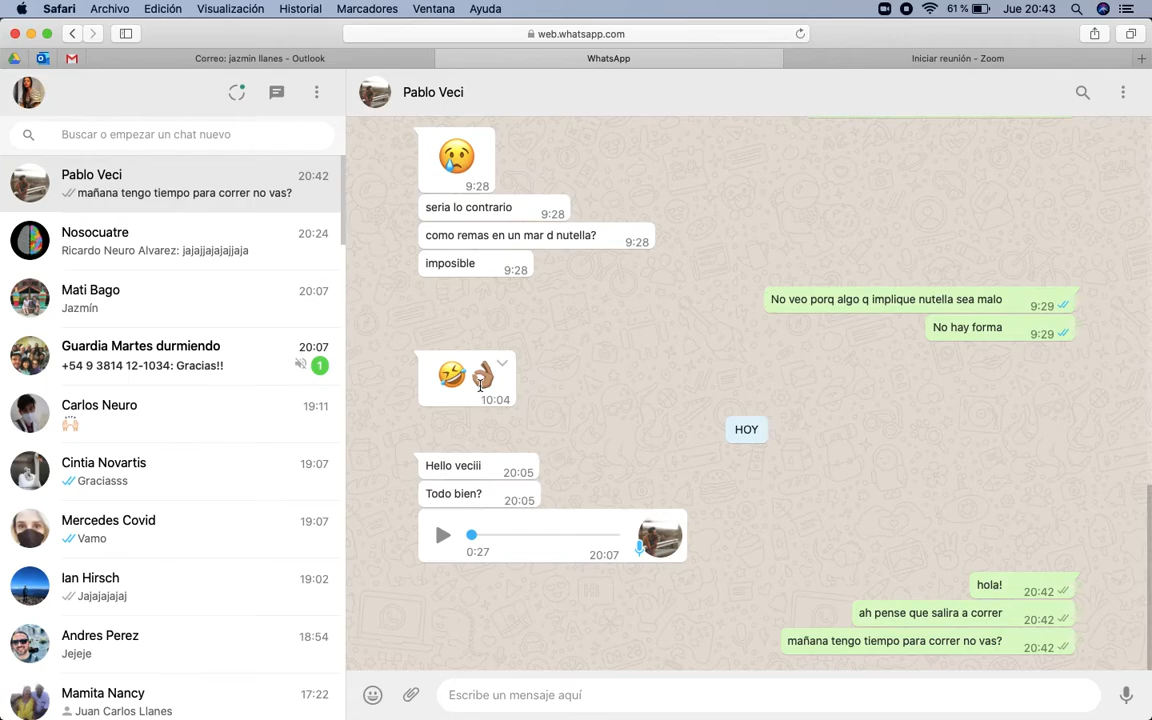 Safari Archivo Edición Visualización Historial Marcadores Ventana Ayuda 61 % Jue 20:43
web.whatsapp.com
Correo: jazmin llanes - Outlook WhatsApp Iniciar reunión - Zoom
Pablo Veci
Buscar o empezar un chat nuevo
Pablo Veci 20:42
mañana tengo tiempo para correr no vas?
Nosocuatre 20:24
Ricardo Neuro Alvarez: jajajjajajajjaja
Mati Bago 20:07
Jazmín
Guardia Martes durmiendo 20:07
+54 9 3814 12-1034: Gracias!! 1
Carlos Neuro 19:11
🙌🏻
Cintia Novartis 19:07
Graciasss
Mercedes Covid 19:07
Vamo
Ian Hirsch 19:02
Jajajajajaj
Andres Perez 18:54
Jejeje
Mamita Nancy 17:22
Juan Carlos Llanes
😢
9:28
seria lo contrario 9:28
como remas en un mar d nutella? 9:28
imposible 9:28
No veo porq algo q implique nutella sea malo 9:29
No hay forma 9:29
🤣👌🏽
10:04
HOY
Hello veciii 20:05
Todo bien? 20:05
0:27 20:07
hola! 20:42
ah pense que salira a correr 20:42
mañana tengo tiempo para correr no vas? 20:42
Escribe un mensaje aquí